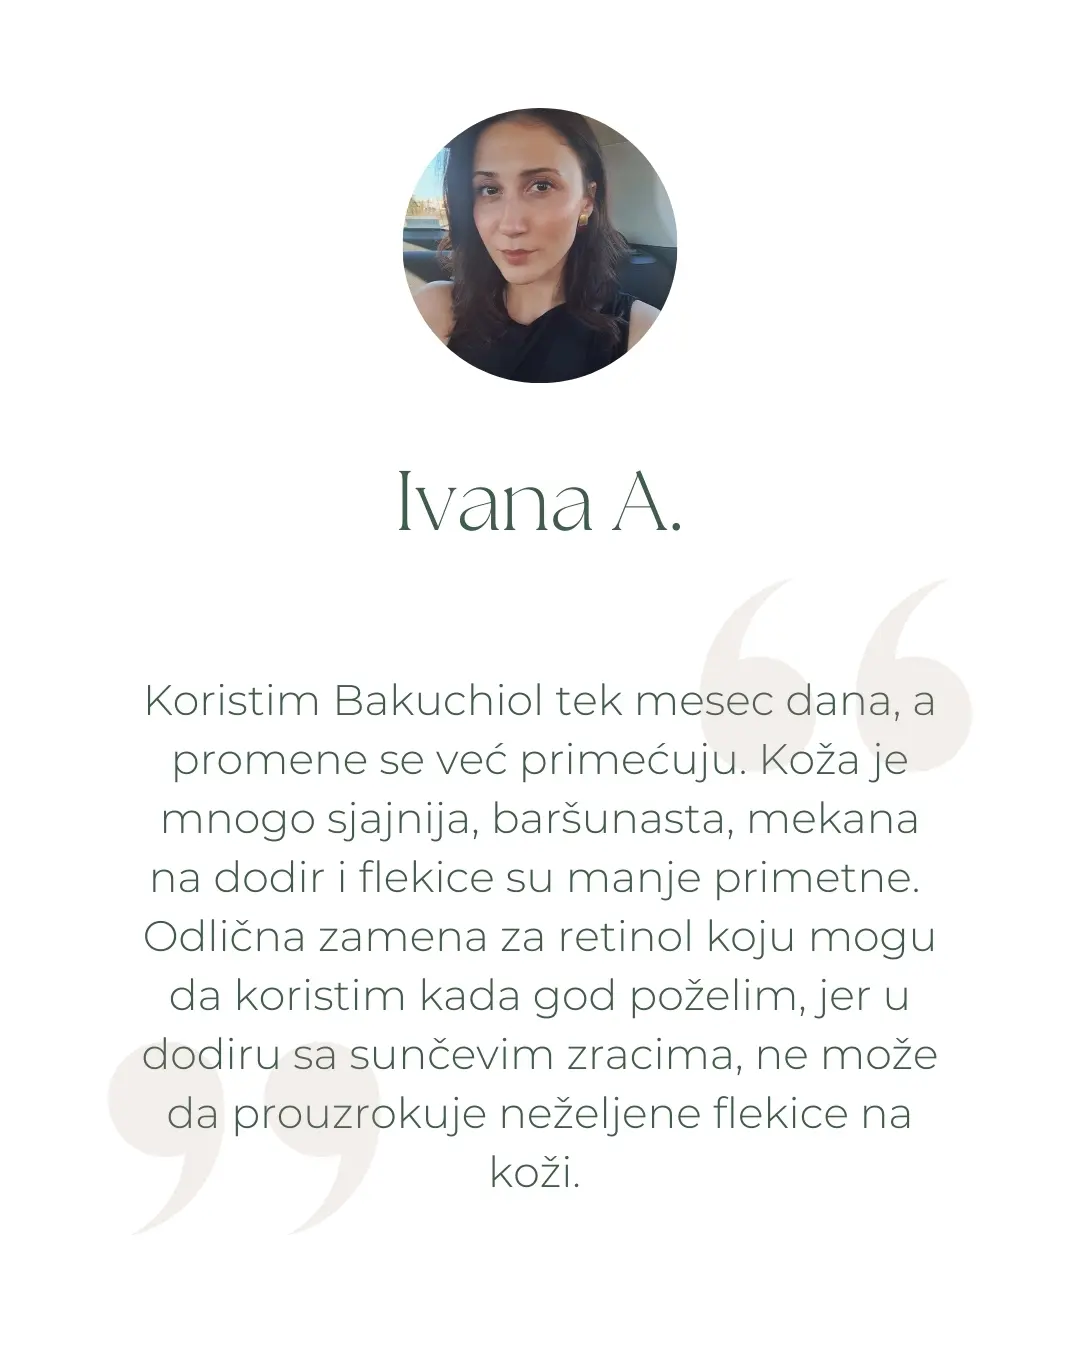 Ivana A.
Koristim Bakuchiol tek mesec dana, a
promene se već primećuju. Koža je
mnogo sjajnija, baršunasta, mekana
na dodir i flekice su manje primetne.
Odlična zamena za retinol koju mogu
da koristim kada god poželim, jer u
dodiru sa sunčevim zracima, ne može
da prouzrokuje neželjene flekice na
koži.